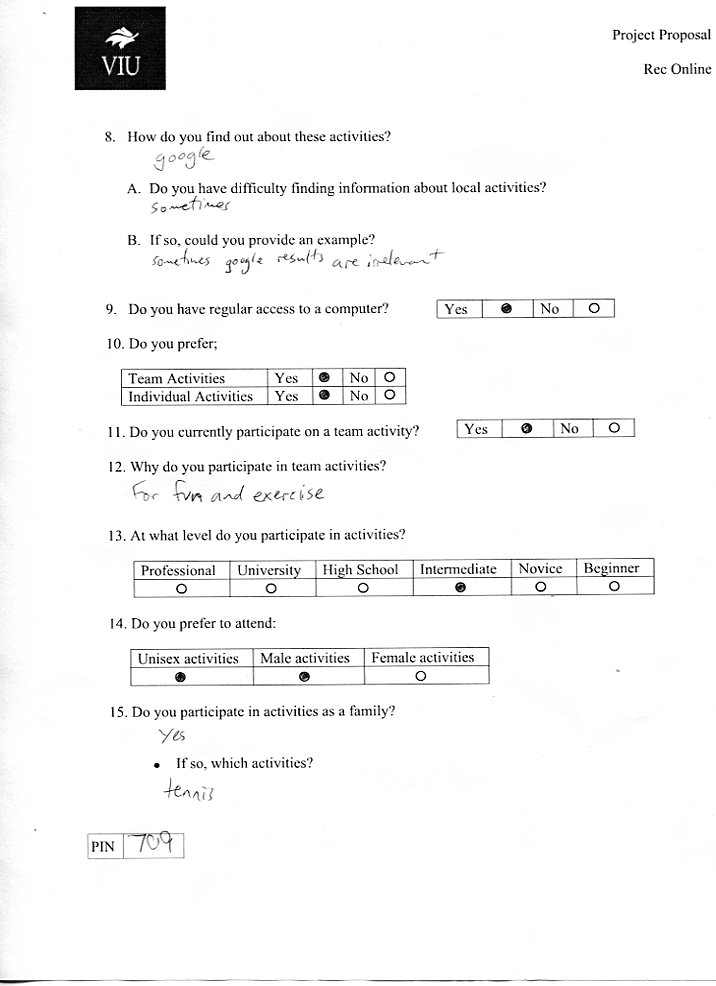 VIU
Project Proposal
Rec Online
8. How do you find out about these activities?
google
A. Do you have difficulty finding information about local activities?
sometimes
B. If so, could you provide an example?
sometimes google results are irrelevant
9. Do you have regular access to a computer? Yes No
10. Do you prefer;
Team Activities Yes No
Individual Activities Yes No
11. Do you currently participate on a team activity? Yes No
12. Why do you participate in team activities?
For fun and exercise
13. At what level do you participate in activities?
Professional University High School Intermediate Novice Beginner
14. Do you prefer to attend:
Unisex activities Male activities Female activities
15. Do you participate in activities as a family?
Yes
• If so, which activities?
tennis
PIN 709